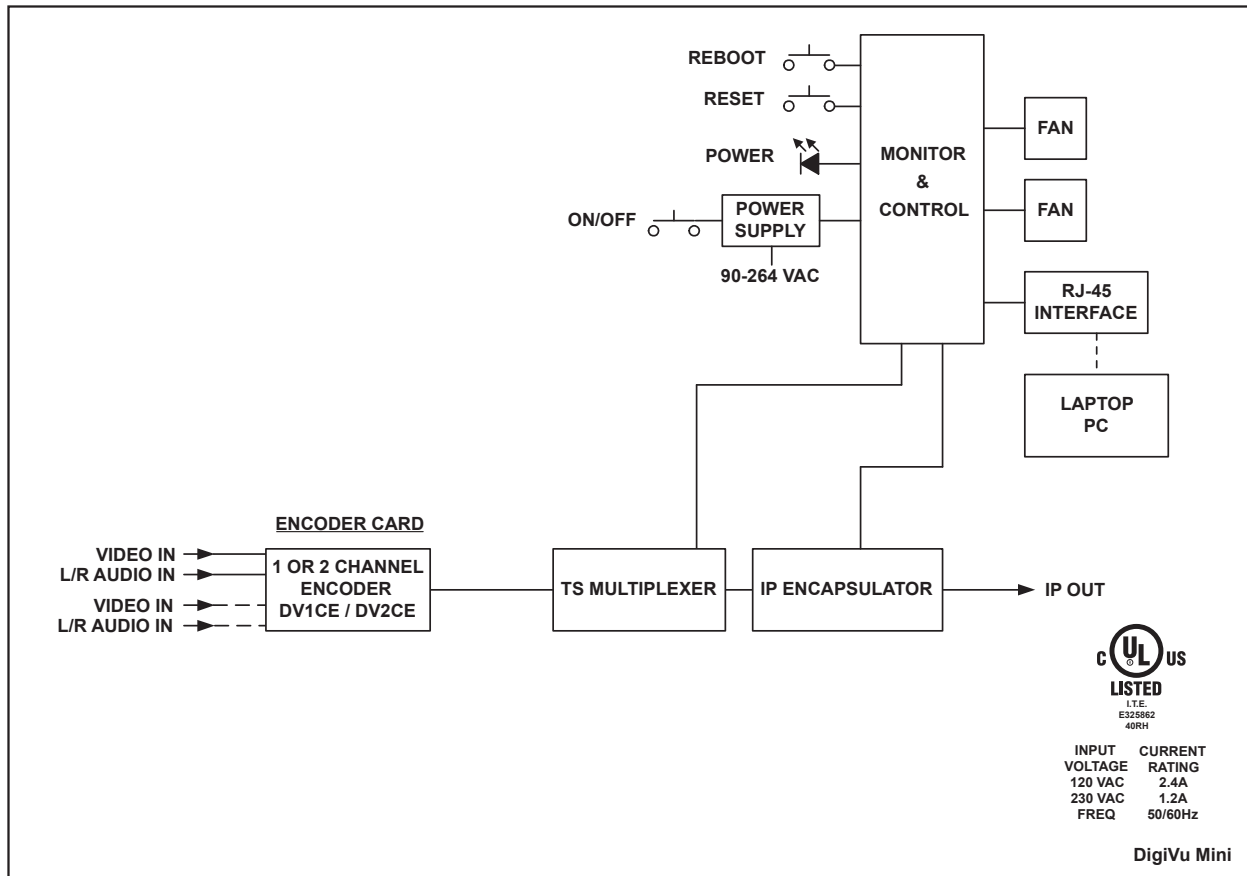 REBOOT
RESET
POWER
ON/OFF
POWER
SUPPLY
90-264 VAC
MONITOR
&
CONTROL
FAN
FAN
RJ-45
INTERFACE
LAPTOP
PC
ENCODER CARD
VIDEO IN
L/R AUDIO IN
VIDEO IN
L/R AUDIO IN
1 OR 2 CHANNEL
ENCODER
DV1CE / DV2CE
TS MULTIPLEXER
IP ENCAPSULATOR
IP OUT
C UL US
LISTED
I.T.E.
E325862
40RH
INPUT CURRENT
VOLTAGE RATING
120 VAC 2.4A
230 VAC 1.2A
FREQ 50/60Hz
DigiVu Mini